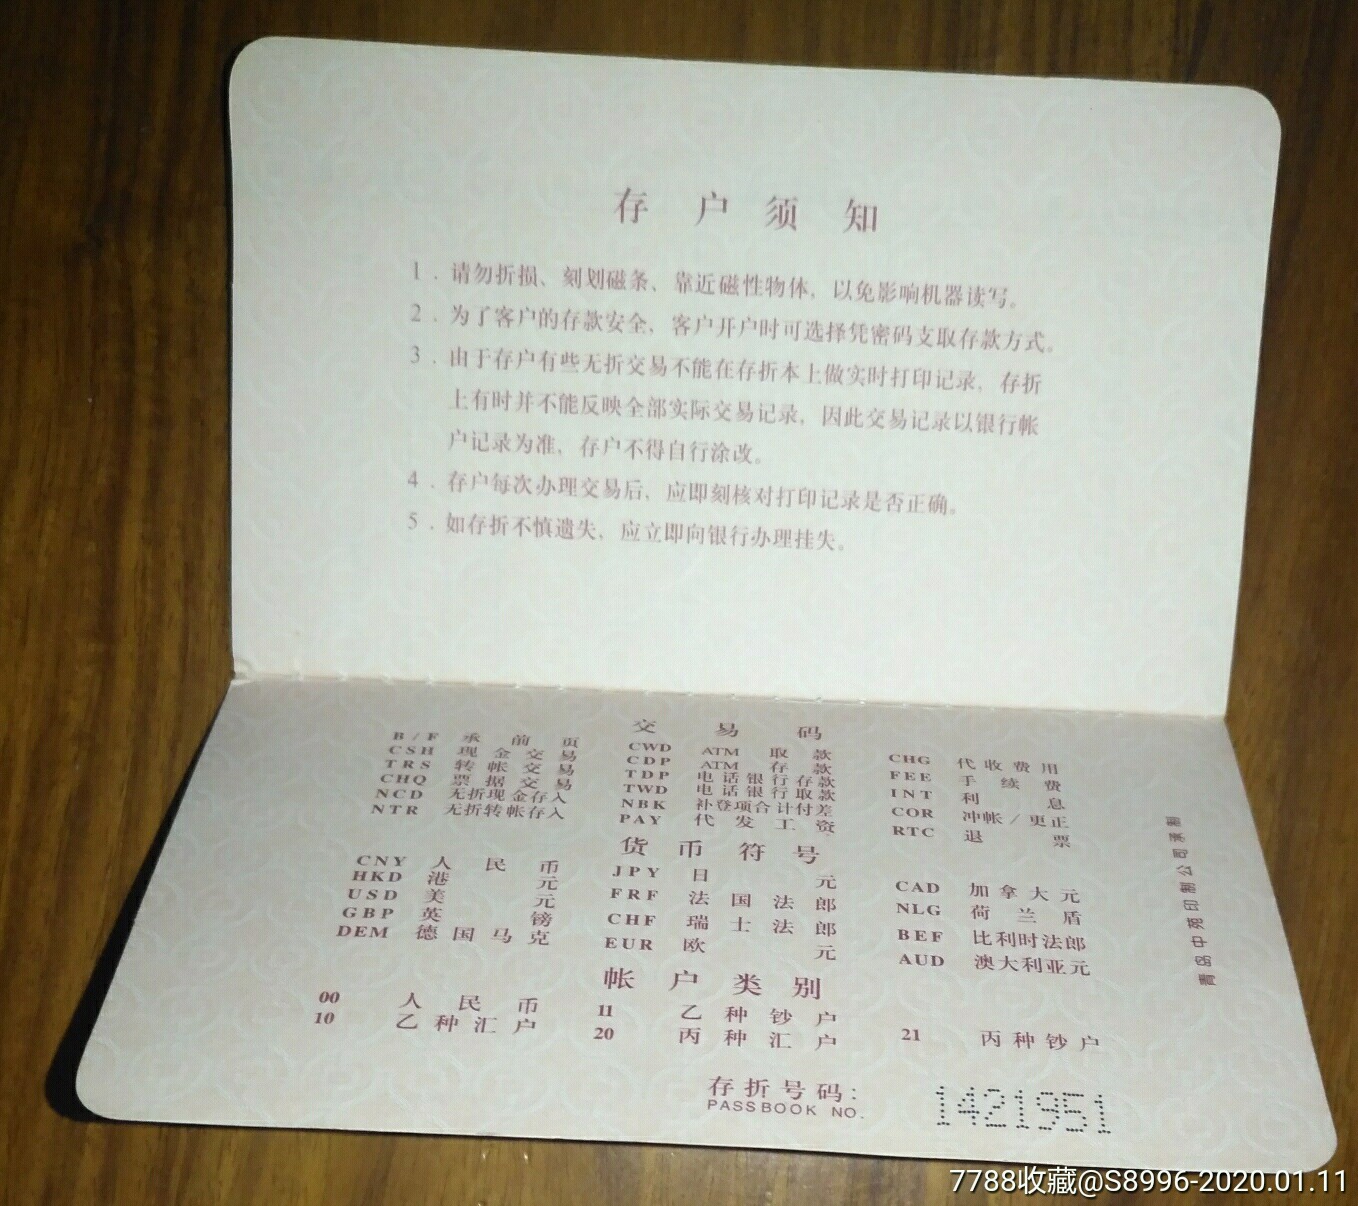 存户须知
1．请勿折损、刻划磁条、靠近磁性物体，以免影响机器读写。
2．为了客户的存款安全，客户开户时可选择凭密码支取存款方式。
3．由于存户有些无折交易不能在存折本上做实时打印记录，存折
上有时并不能反映全部实际交易记录，因此交易记录以银行帐
户记录为准，存户不得自行涂改。
4．存户每次办理交易后，应即刻核对打印记录是否正确。
5．如存折不慎遗失，应立即向银行办理挂失。
交易码
B/F 承前页 CWD ATM取款 CHG 代收费用
CSH 现金交易 CDP ATM存款 FEE 手续费
TRS 转帐交易 TDP 电话银行存款 INT 利息
CHQ 票据交易 TWD 电话银行取款 COR 冲帐/更正
NCD 无折现金存入 NBK 补登项合计付差 RTC 退票
NTR 无折转帐存入 PAY 代发工资
货币符号
CNY 人民币 JPY 日元 CAD 加拿大元
HKD 港元 FRF 法国法郎 NLG 荷兰盾
USD 美元 CHF 瑞士法郎 BEF 比利时法郎
GBP 英镑 EUR 欧元 AUD 澳大利亚元
DEM 德国马克
帐户类别
00 人民币 11 乙种钞户
10 乙种汇户 20 丙种汇户 21 丙种钞户
存折号码：
PASSBOOK NO. 1421951
青岛中苑印制公司承制
7788收藏@S8996-2020.01.11